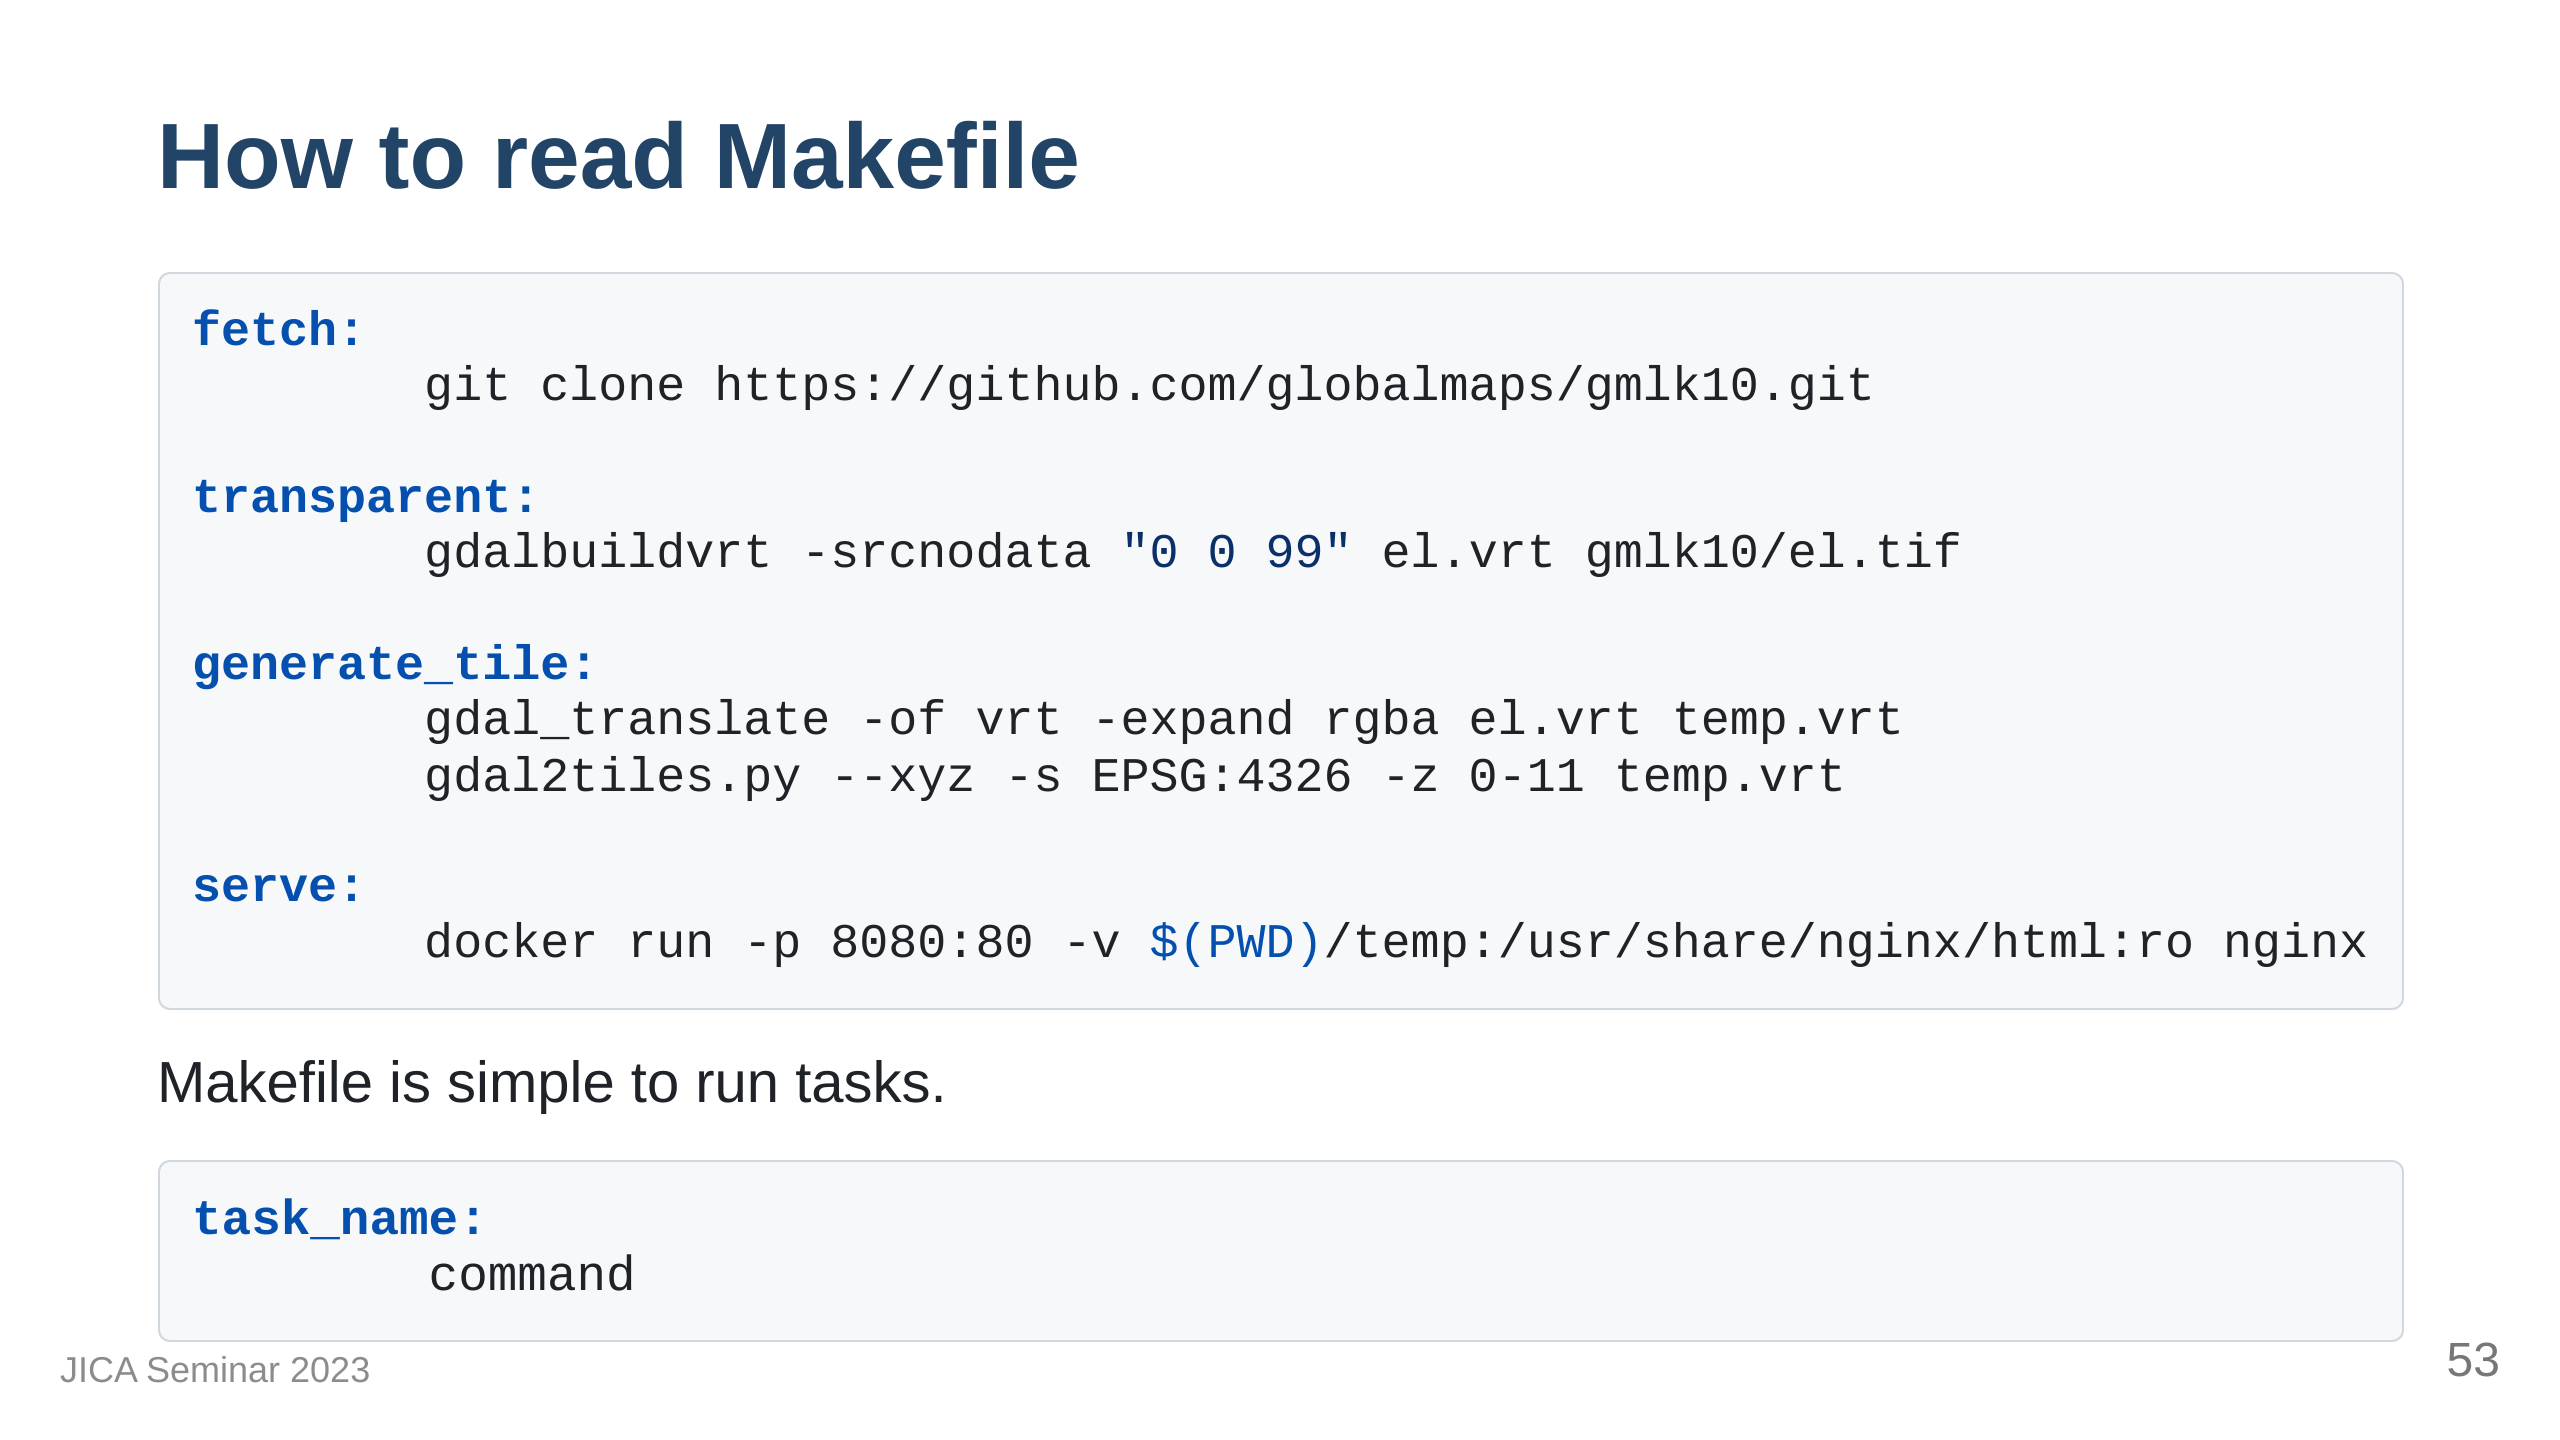 How to read Makefile
fetch:
        git clone https://github.com/globalmaps/gmlk10.git
transparent:
        gdalbuildvrt -srcnodata "0 0 99" el.vrt gmlk10/el.tif
generate_tile:
        gdal_translate -of vrt -expand rgba el.vrt temp.vrt
        gdal2tiles.py --xyz -s EPSG:4326 -z 0-11 temp.vrt
serve:
        docker run -p 8080:80 -v $(PWD)/temp:/usr/share/nginx/html:ro nginx
Makefile is simple to run tasks.
task_name:
        command
JICA Seminar 2023
53